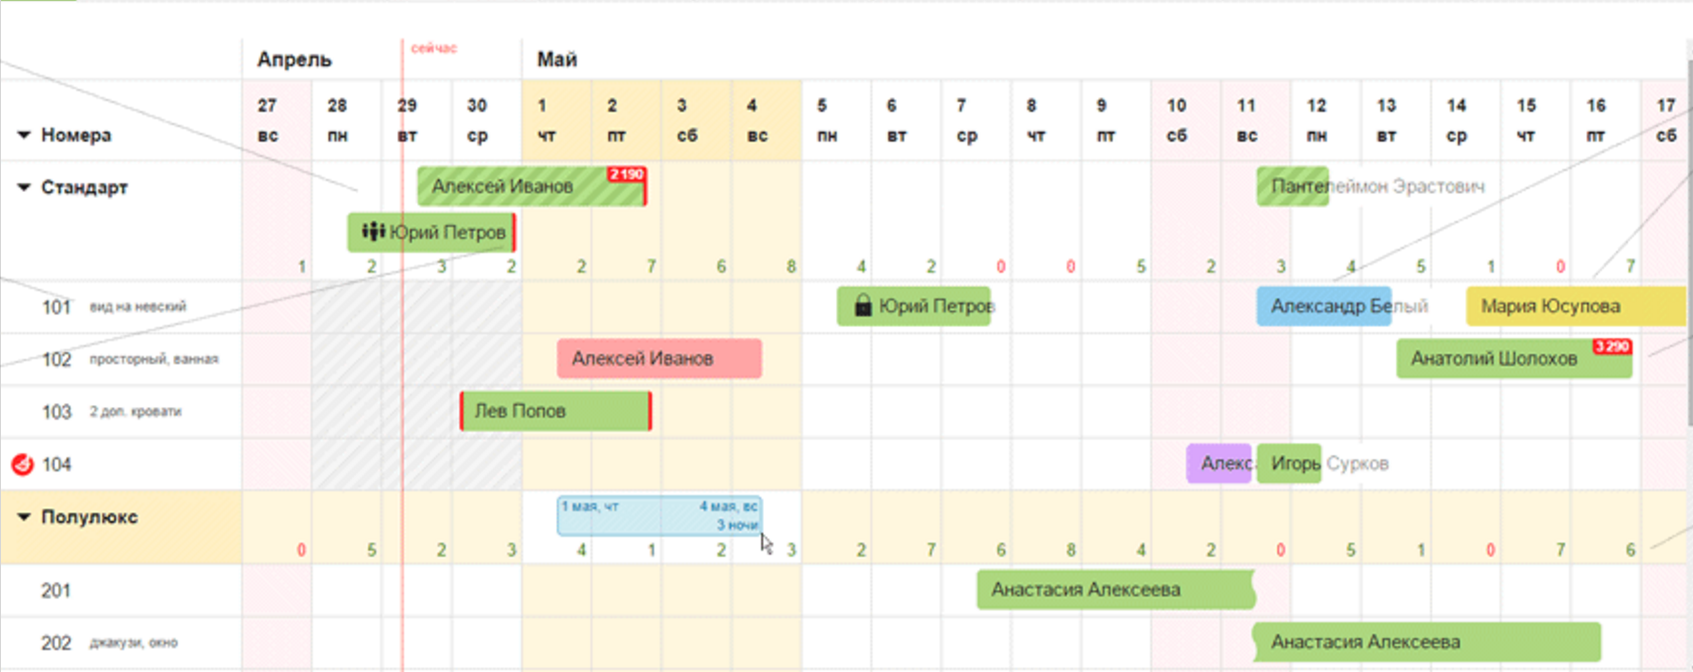 сейчас
Апрель Май
27 28 29 30 1 2 3 4 5 6 7 8 9 10 11 12 13 14 15 16 17
Номера вс пн вт ср чт пт сб вс пн вт ср чт пт сб вс пн вт ср чт пт сб
Стандарт Алексей Иванов 2 190 Пантелеймон Эрастович
Юрий Петров
1 2 3 2 2 7 6 8 4 2 0 0 5 2 3 4 5 1 0 7
101 вид на невский Юрий Петров Александр Белый Мария Юсупова
102 просторный, ванная Алексей Иванов Анатолий Шолохов 3 290
103 2 доп. кровати Лев Попов
104 Алекс Игорь Сурков
Полулюкс 1 мая, чт 4 мая, вс
3 ночи
0 5 2 3 4 1 2 3 2 7 6 8 4 2 0 5 1 0 7 6
201 Анастасия Алексеева
202 джакузи, окно Анастасия Алексеева